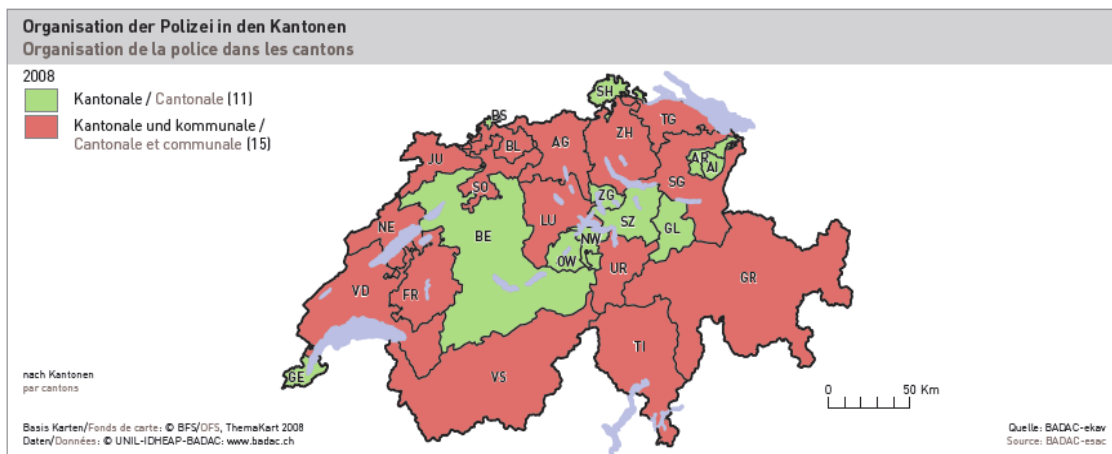 Organisation der Polizei in den Kantonen
Organisation de la police dans les cantons
2008
Kantonale / Cantonale (11)
Kantonale und kommunale /
Cantonale et communale (15)
SH
BS
BL
AG
ZH
TG
JU
SO
AR
AI
SG
ZG
LU
SZ
NE
BE
NW
GL
OW
UR
GR
VD
FR
TI
VS
GE
nach Kantonen
par cantons
0 50 Km
Basis Karten/Fonds de carte: © BFS/OFS, ThemaKart 2008
Daten/Données: © UNIL-IDHEAP-BADAC: www.badac.ch
Quelle: BADAC-ekav
Source: BADAC-esac